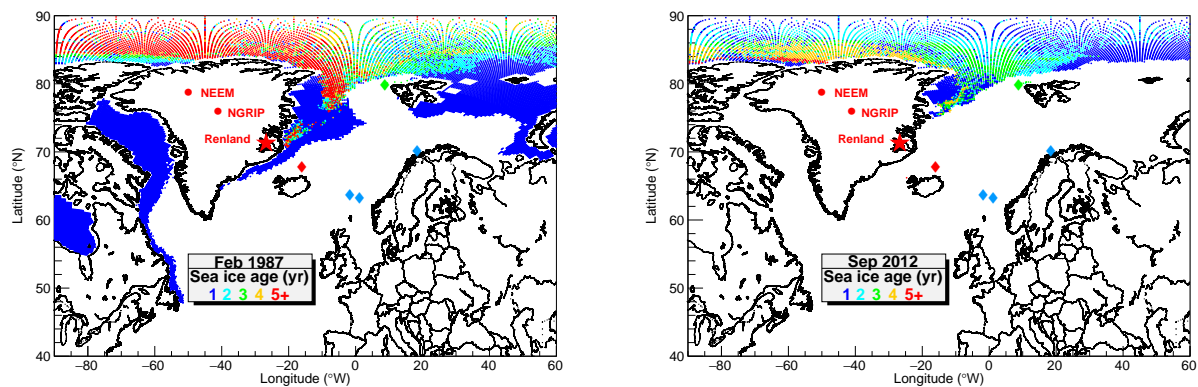 90
80
70
60
50
40
Latitude (°N)
NEEM
NGRIP
Renland
Feb 1987
Sea ice age (yr)
1 2 3 4 5+
−80 −60 −40 −20 0 20 40 60
Longitude (°W)
90
80
70
60
50
40
Latitude (°N)
NEEM
NGRIP
Renland
Sep 2012
Sea ice age (yr)
1 2 3 4 5+
−80 −60 −40 −20 0 20 40 60
Longitude (°W)